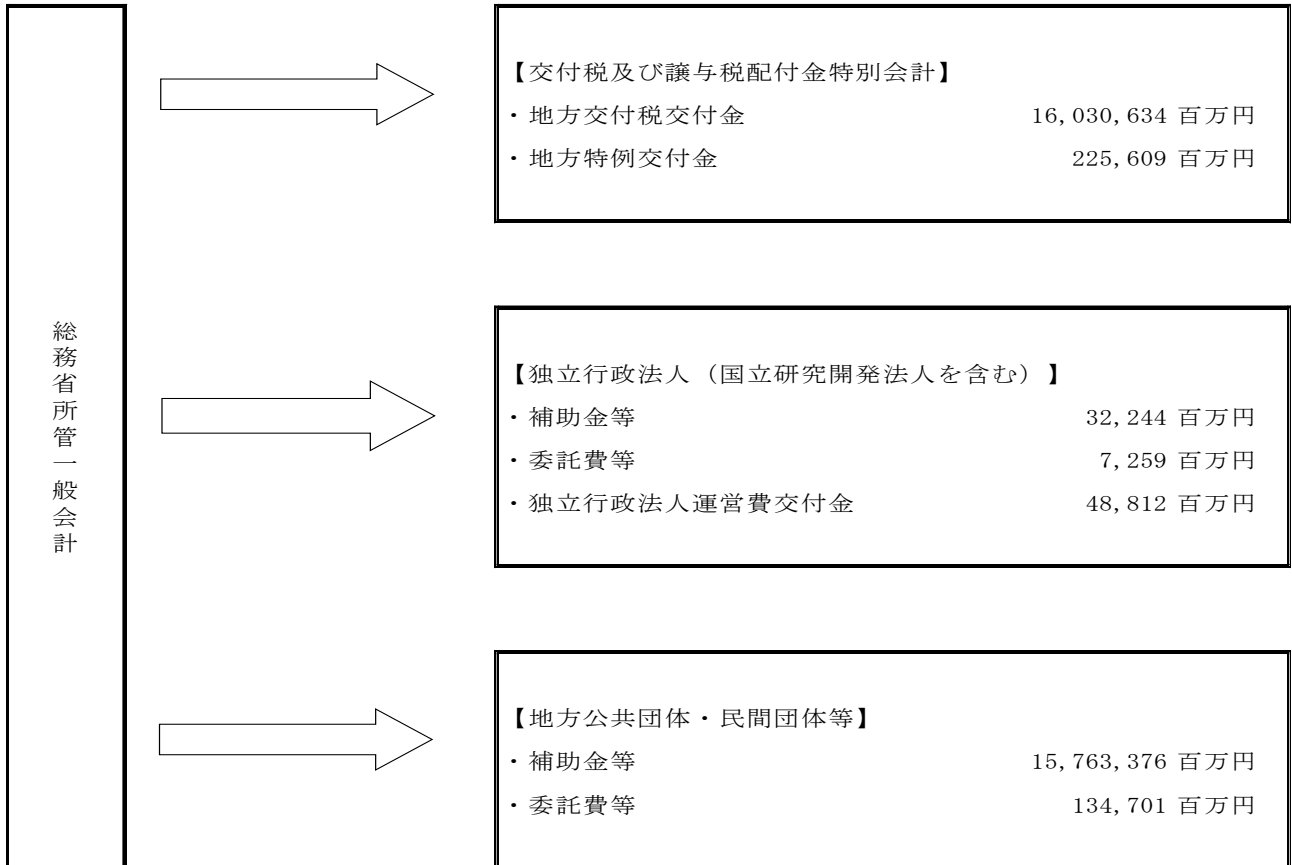 総務省所管一般会計
【交付税及び譲与税配付金特別会計】
・地方交付税交付金 16,030,634 百万円
・地方特例交付金 225,609 百万円
【独立行政法人（国立研究開発法人を含む）】
・補助金等 32,244 百万円
・委託費等 7,259 百万円
・独立行政法人運営費交付金 48,812 百万円
【地方公共団体・民間団体等】
・補助金等 15,763,376 百万円
・委託費等 134,701 百万円